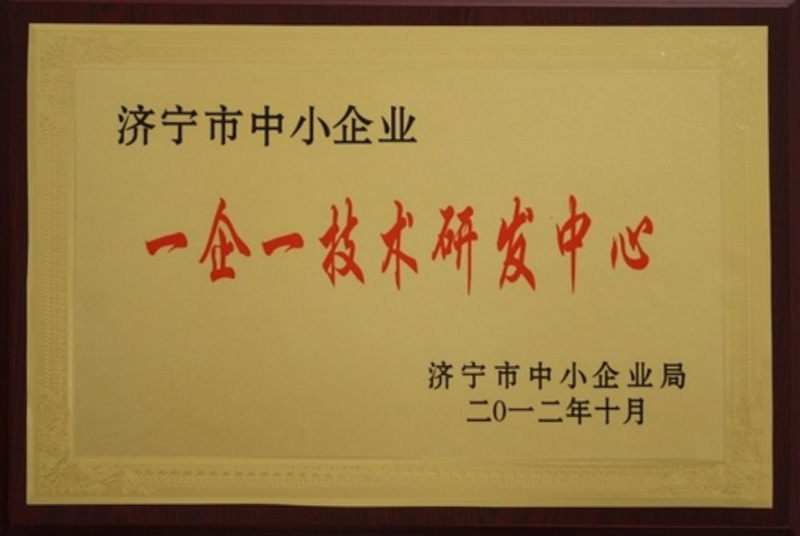 济宁市中小企业
一企一技术研发中心
济宁市中小企业局
二0一二年十月